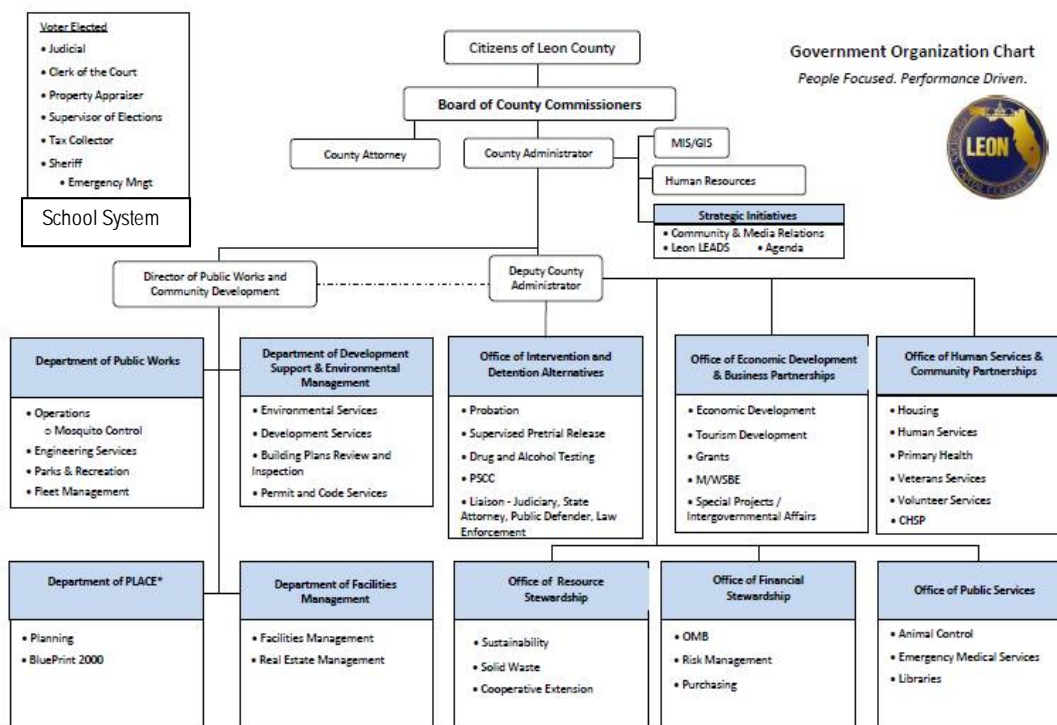 Voter Elected
• Judicial
• Clerk of the Court
• Property Appraiser
• Supervisor of Elections
• Tax Collector
• Sheriff
• Emergency Mngt
School System
Citizens of Leon County
Board of County Commissioners
County Attorney
County Administrator
MIS/GIS
Human Resources
Strategic Initiatives
• Community & Media Relations
• Leon LEADS • Agenda
Government Organization Chart
People Focused. Performance Driven.
LEON
Director of Public Works and
Community Development
Deputy County
Administrator
Department of Public Works
• Operations
o Mosquito Control
• Engineering Services
• Parks & Recreation
• Fleet Management
Department of Development
Support & Environmental
Management
• Environmental Services
• Development Services
• Building Plans Review and
Inspection
• Permit and Code Services
Office of Intervention and
Detention Alternatives
• Probation
• Supervised Pretrial Release
• Drug and Alcohol Testing
• PSCC
• Liaison - Judiciary, State
Attorney, Public Defender, Law
Enforcement
Office of Economic Development
& Business Partnerships
• Economic Development
• Tourism Development
• Grants
• M/WSBE
• Special Projects /
Intergovernmental Affairs
Office of Human Services &
Community Partnerships
• Housing
• Human Services
• Primary Health
• Veterans Services
• Volunteer Services
• CHSP
Department of PLACE*
• Planning
• BluePrint 2000
Department of Facilities
Management
• Facilities Management
• Real Estate Management
Office of Resource
Stewardship
• Sustainability
• Solid Waste
• Cooperative Extension
Office of Financial
Stewardship
• OMB
• Risk Management
• Purchasing
Office of Public Services
• Animal Control
• Emergency Medical Services
• Libraries